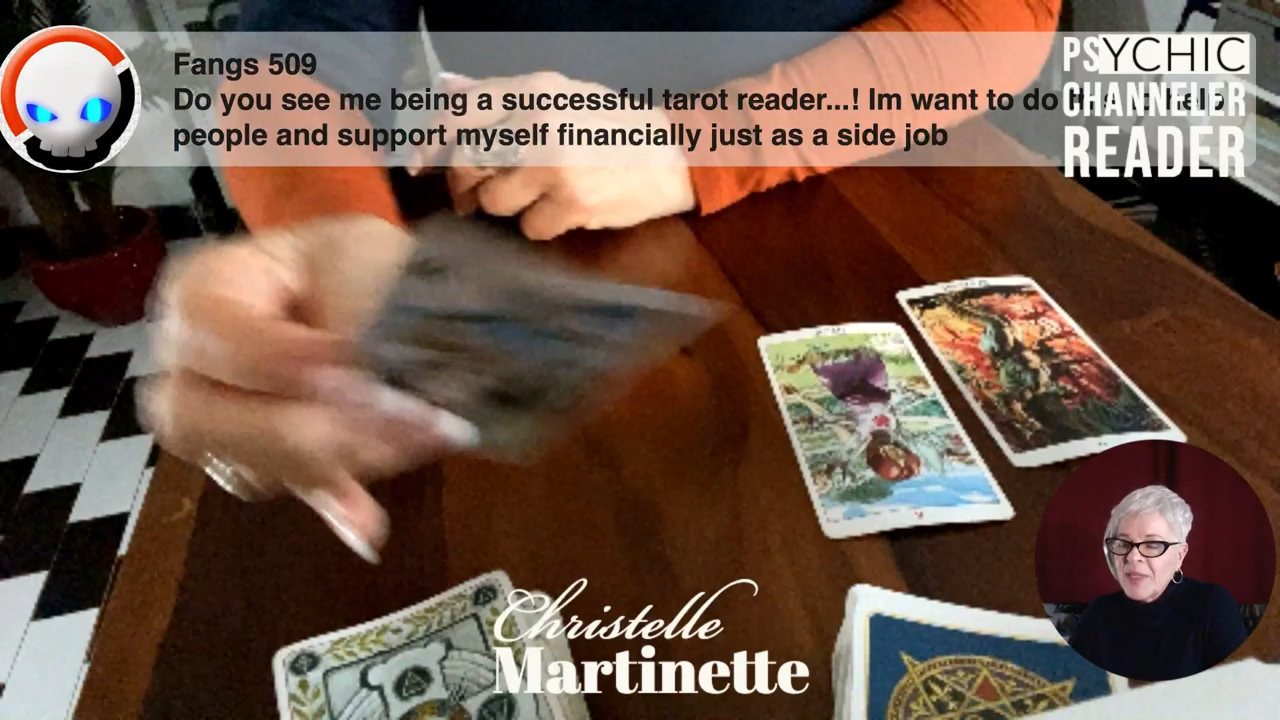 Fangs 509
Do you see me being a successful tarot reader...! Im want to do
people and support myself financially just as a side job
PSYCHIC
CHANNELER
READER
Christelle
Martinette